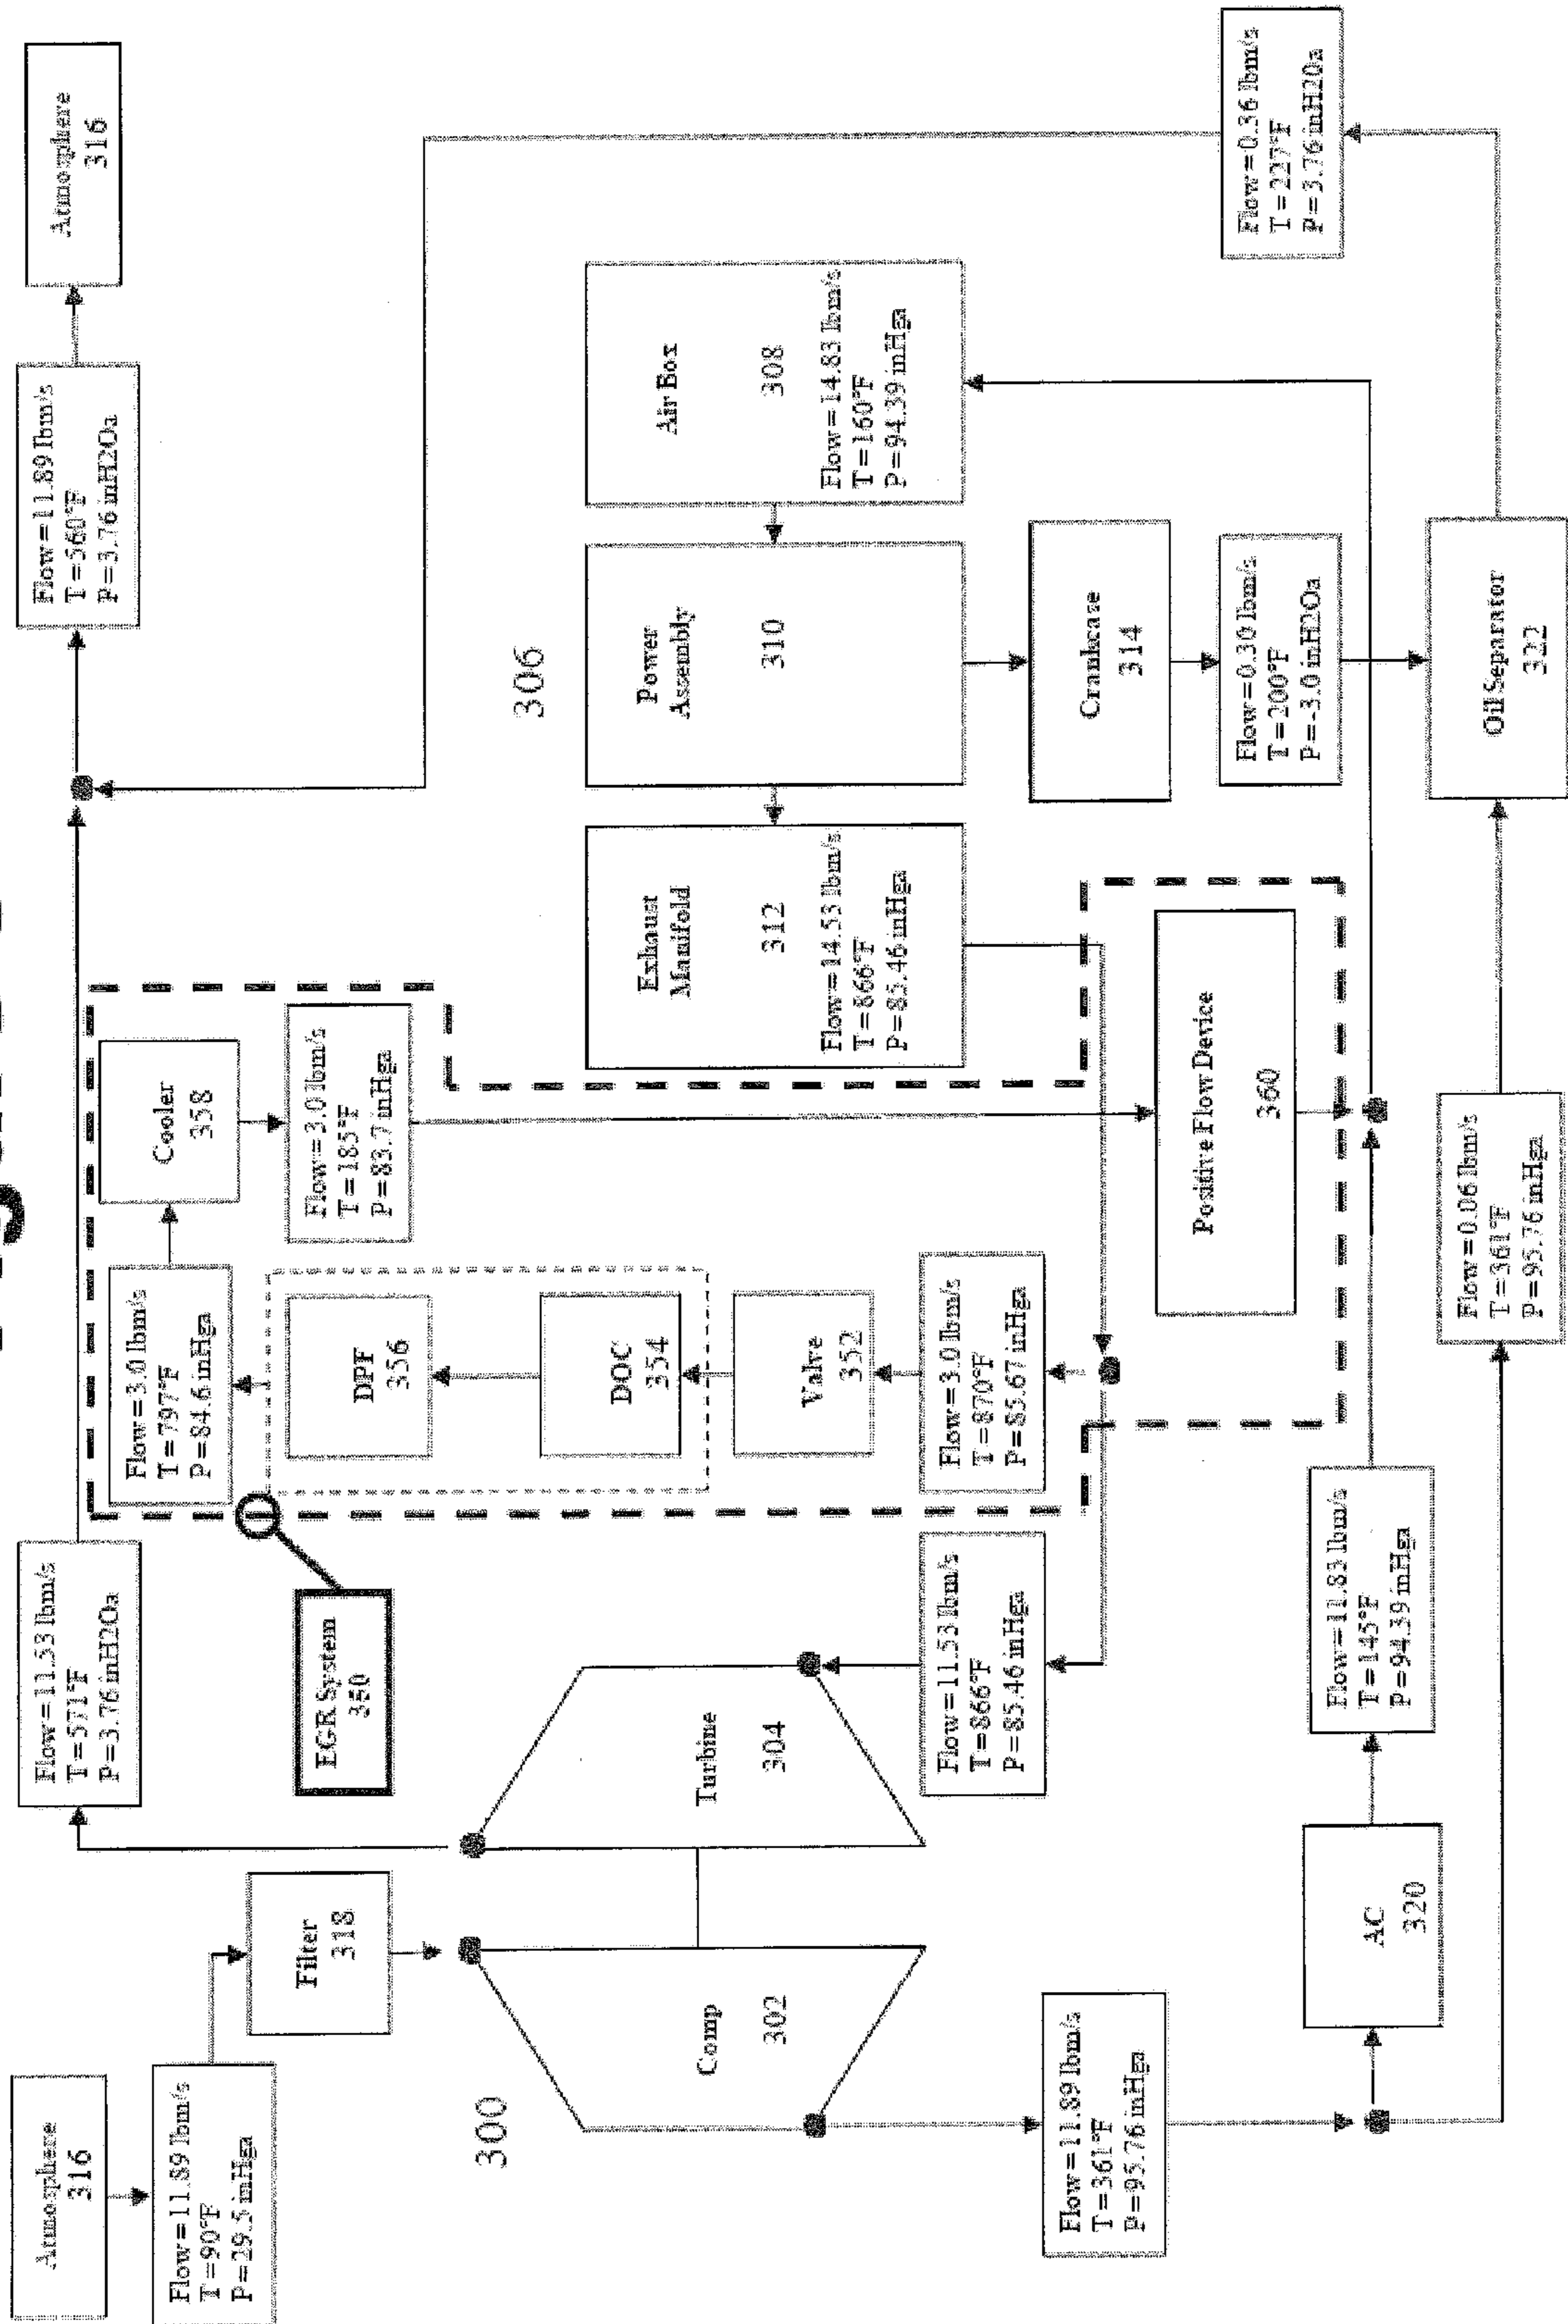 Atmosphere
316
Flow=11.89 lbm/s
T=90°F
P=29.5 inHga
Filter
318
Flow=11.53 lbm/s
T=571°F
P=3.76 inH2Oa
Flow=11.89 lbm/s
T=560°F
P=3.76 inH2Oa
Atmosphere
316
EGR System
350
Flow=3.0 lbm/s
T=797°F
P=84.6 inHga
Cooler
358
Flow=3.0 lbm/s
T=185°F
P=83.7 inHga
DPF
356
DOC
354
Valve
352
Flow=3.0 lbm/s
T=870°F
P=85.67 inHga
300
Comp
302
Turbine
304
Flow=11.53 lbm/s
T=866°F
P=85.46 inHga
306
Exhaust
Manifold
312
Flow=14.53 lbm/s
T=866°F
P=85.46 inHga
Power
Assembly
310
Air Box
308
Flow=14.83 lbm/s
T=160°F
P=94.39 inHga
Crankcase
314
Flow=0.30 lbm/s
T=200°F
P=-3.0 inH2Oa
Positive Flow Device
360
Flow=11.89 lbm/s
T=361°F
P=95.76 inHga
AC
320
Flow=11.83 lbm/s
T=145°F
P=94.39 inHga
Flow=0.06 lbm/s
T=361°F
P=95.76 inHga
Oil Separator
322
Flow=0.36 lbm/s
T=227°F
P=3.76 inH20a